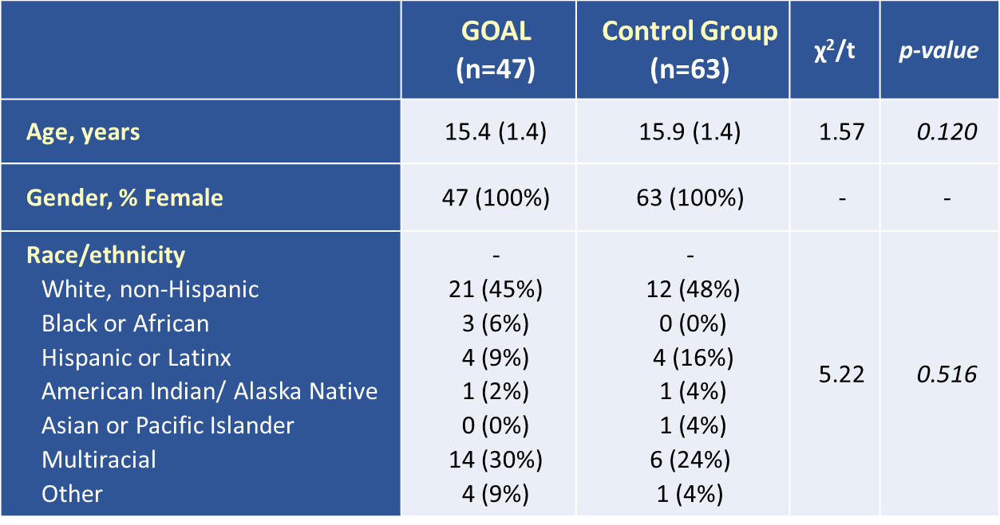 GOAL Control Group χ²/t p-value
(n=47) (n=63)
Age, years 15.4 (1.4) 15.9 (1.4) 1.57 0.120
Gender, % Female 47 (100%) 63 (100%) - -
Race/ethnicity - -
White, non-Hispanic 21 (45%) 12 (48%)
Black or African 3 (6%) 0 (0%)
Hispanic or Latinx 4 (9%) 4 (16%)
5.22 0.516
American Indian/ Alaska Native 1 (2%) 1 (4%)
Asian or Pacific Islander 0 (0%) 1 (4%)
Multiracial 14 (30%) 6 (24%)
Other 4 (9%) 1 (4%)